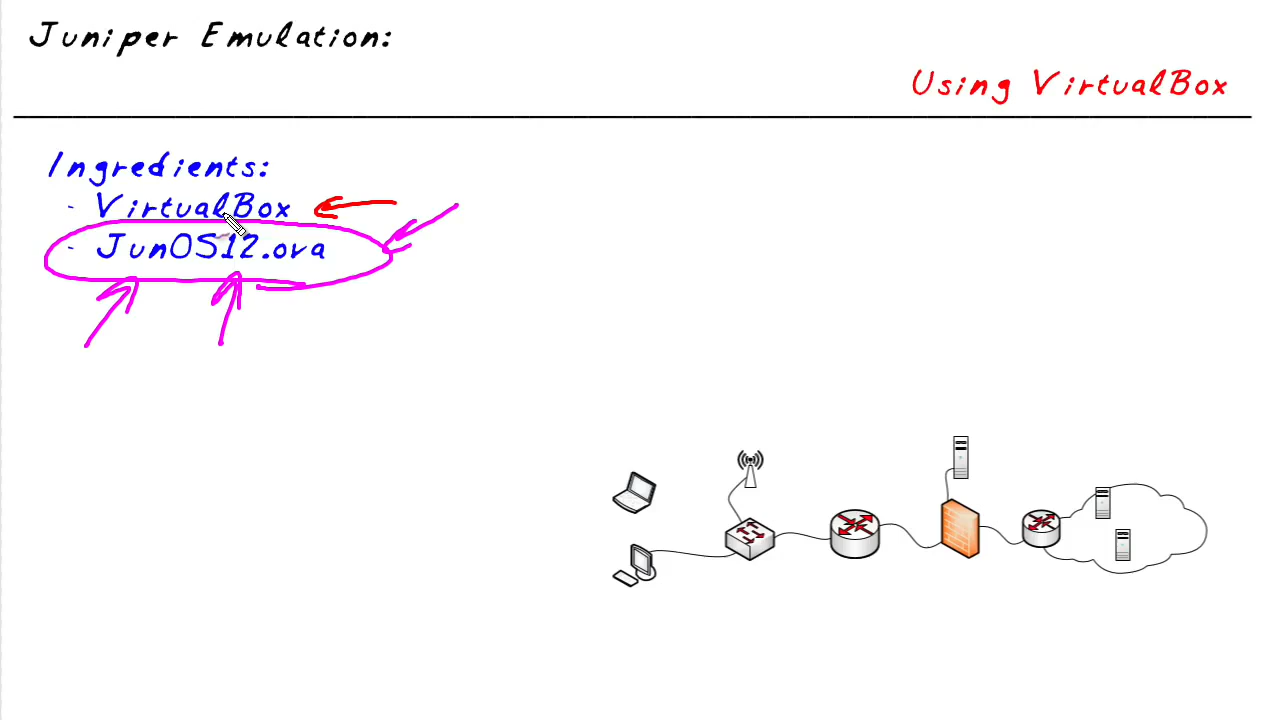 Juniper Emulation:
Using VirtualBox
Ingredients:
- VirtualBox
- JunOS12.ova